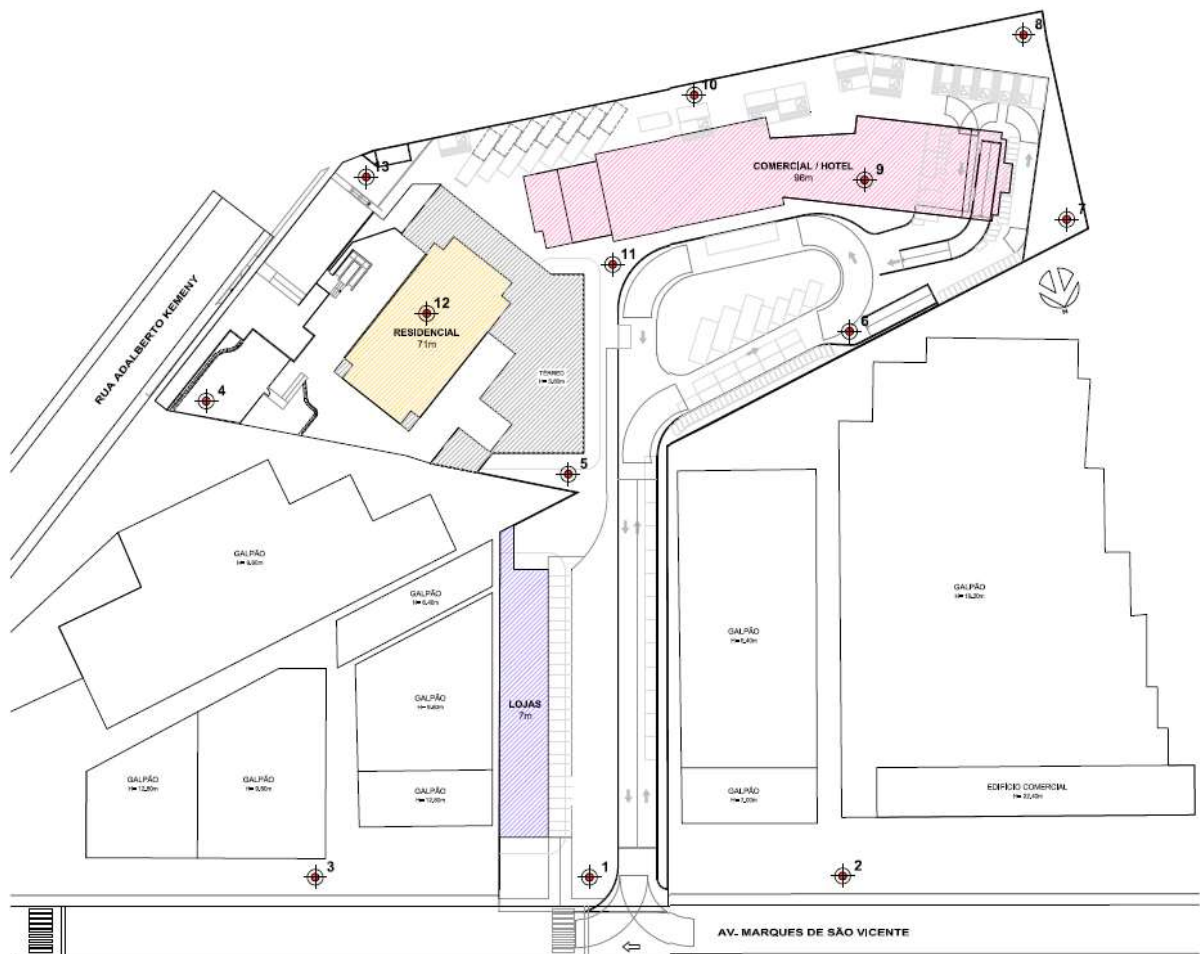 8
10
13
COMERCIAL / HOTEL
96m
9
7
11
RUA ADALBERTO KEMENY
12
RESIDENCIAL
71m
6
N
TÉRREO
4
5
GALPÃO
GALPÃO
GALPÃO
GALPÃO
H= 6,40m
GALPÃO
LOJAS
7m
GALPÃO
GALPÃO
GALPÃO
GALPÃO
EDIFÍCIO COMERCIAL
3
1
2
AV. MARQUES DE SÃO VICENTE